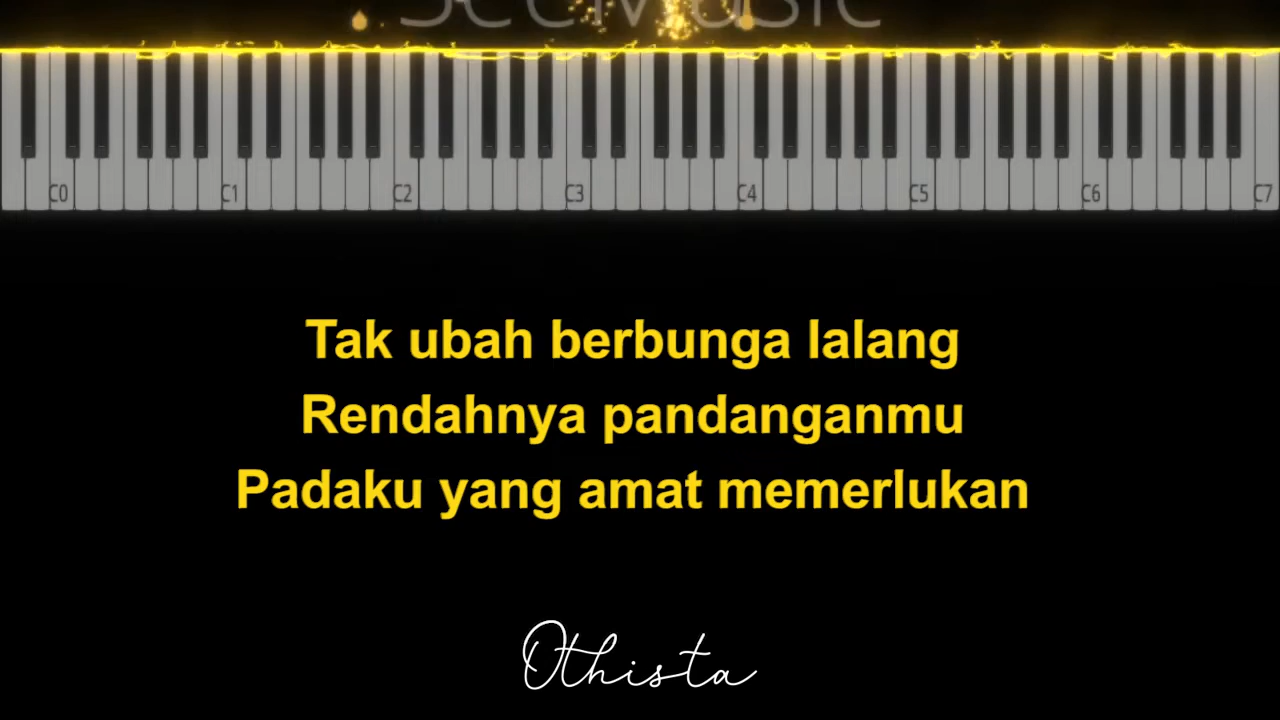 SeeMusic
C0 C1 C2 C3 C4 C5 C6 C7
Tak ubah berbunga lalang
Rendahnya pandanganmu
Padaku yang amat memerlukan
Othista